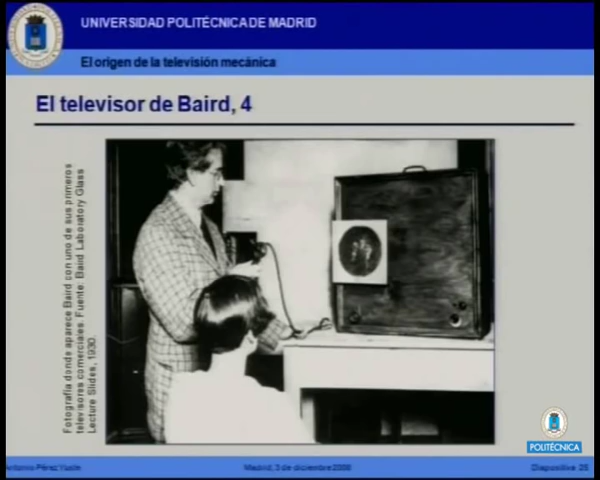 UNIVERSIDAD POLITÉCNICA DE MADRID
El origen de la televisión mecánica
El televisor de Baird, 4
Fotografía donde aparece Baird con uno de sus primeros
televisores comerciales. Fuente: Baird Laboratory Glass
Lecture Slides, 1930.
POLITÉCNICA
Antonio Pérez Yuste
Madrid, 3 de diciembre 2008
Diapositiva 25